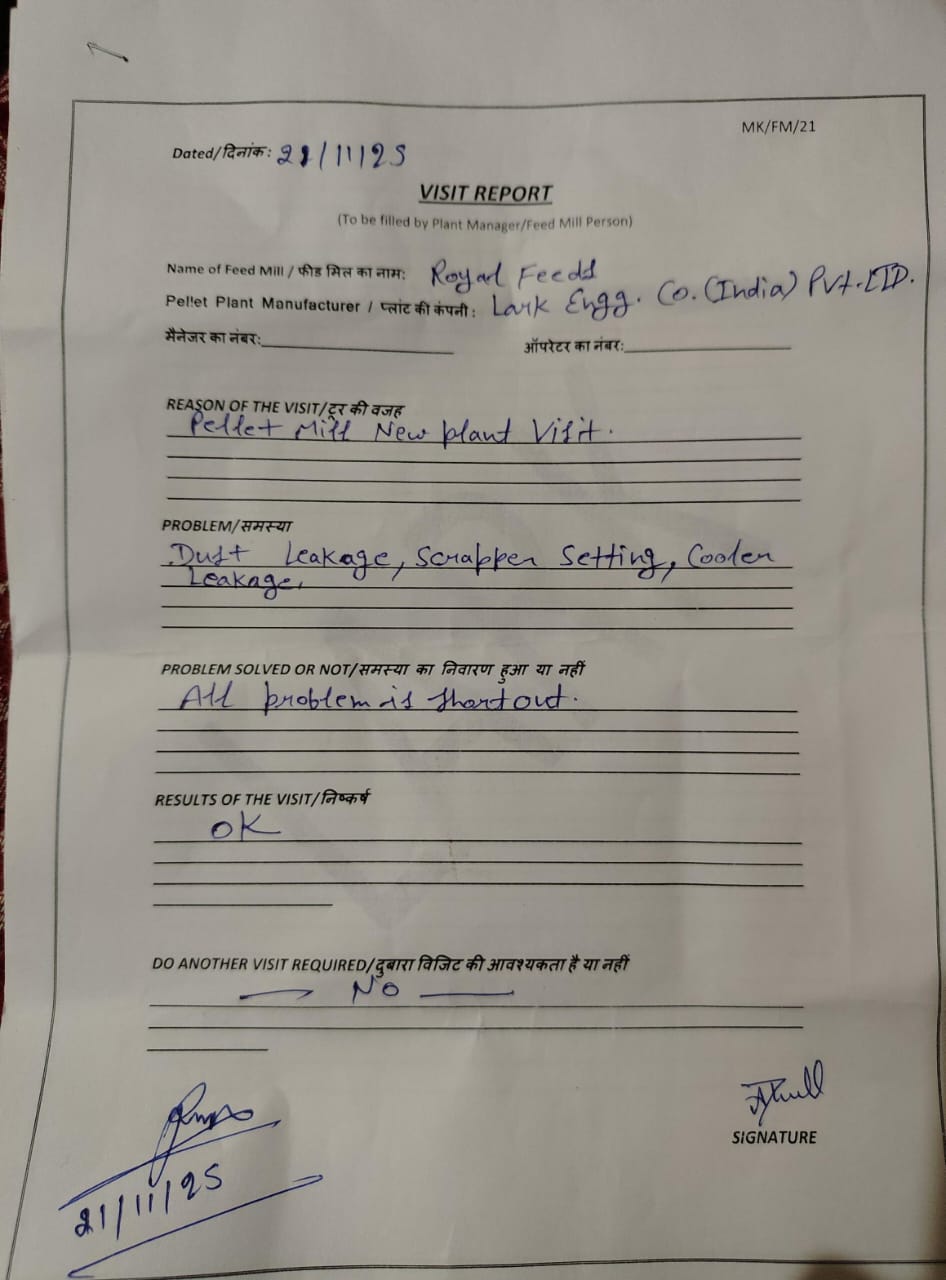 MK/FM/21
Dated/दिनांक: 21/11/25
VISIT REPORT
(To be filled by Plant Manager/Feed Mill Person)
Name of Feed Mill / फीड मिल का नाम: Royal Feeds
Pellet Plant Manufacturer / प्लांट की कंपनी: Lark Engg. Co. (India) Pvt. LTD.
मैनेजर का नंबर: ऑपरेटर का नंबर:
REASON OF THE VISIT/टूर की वजह
Pellet Mill New plant Visit.
PROBLEM/समस्या
Dust Leakage, Scrapper Setting, Cooler
Leakage.
PROBLEM SOLVED OR NOT/समस्या का निवारण हुआ या नहीं
All problem is short out.
RESULTS OF THE VISIT/निष्कर्ष
OK
DO ANOTHER VISIT REQUIRED/दुबारा विजिट की आवश्यकता है या नहीं
— NO —
SIGNATURE
21/11/25